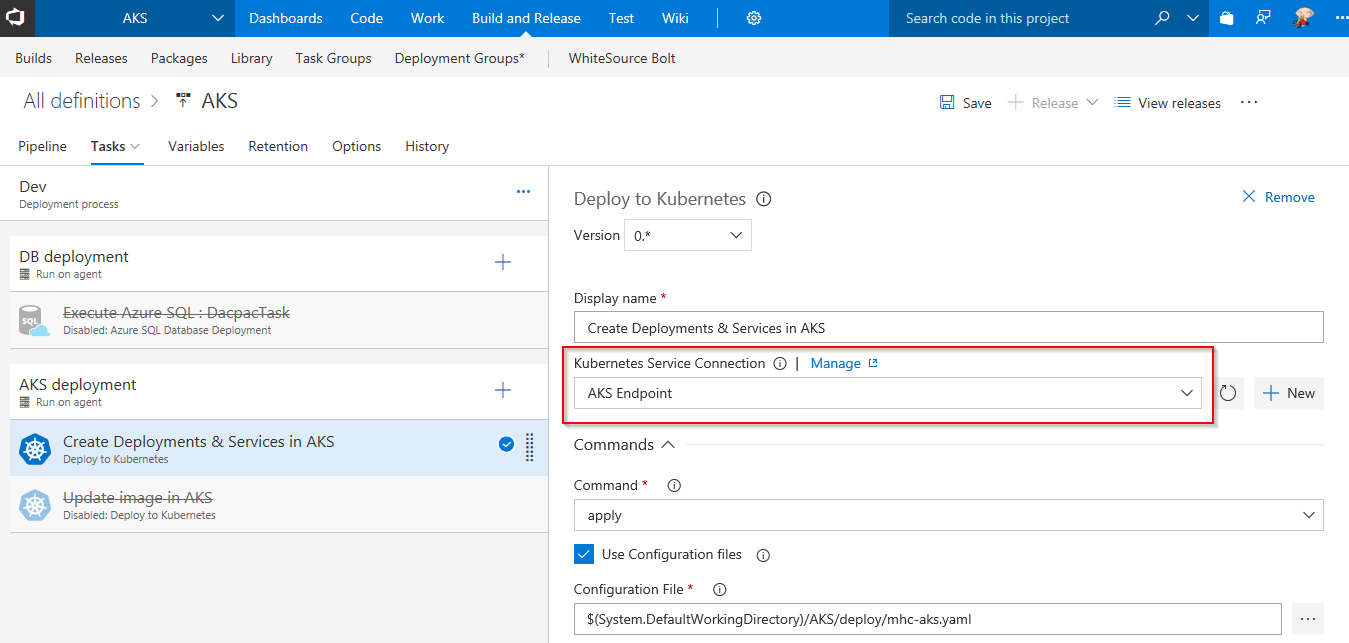 AKS Dashboards Code Work Build and Release Test Wiki Search code in this project
Builds Releases Packages Library Task Groups Deployment Groups* WhiteSource Bolt
All definitions > AKS Save + Release View releases ...
Pipeline Tasks Variables Retention Options History
Dev
Deployment process
DB deployment
Run on agent
SQL
Execute Azure SQL : DacpacTask
Disabled: Azure SQL Database Deployment
AKS deployment
Run on agent
Create Deployments & Services in AKS
Deploy to Kubernetes
Update image in AKS
Disabled: Deploy to Kubernetes
Deploy to Kubernetes Remove
Version 0.*
Display name *
Create Deployments & Services in AKS
Kubernetes Service Connection | Manage
AKS Endpoint + New
Commands
Command *
apply
Use Configuration files
Configuration File *
$(System.DefaultWorkingDirectory)/AKS/deploy/mhc-aks.yaml ...